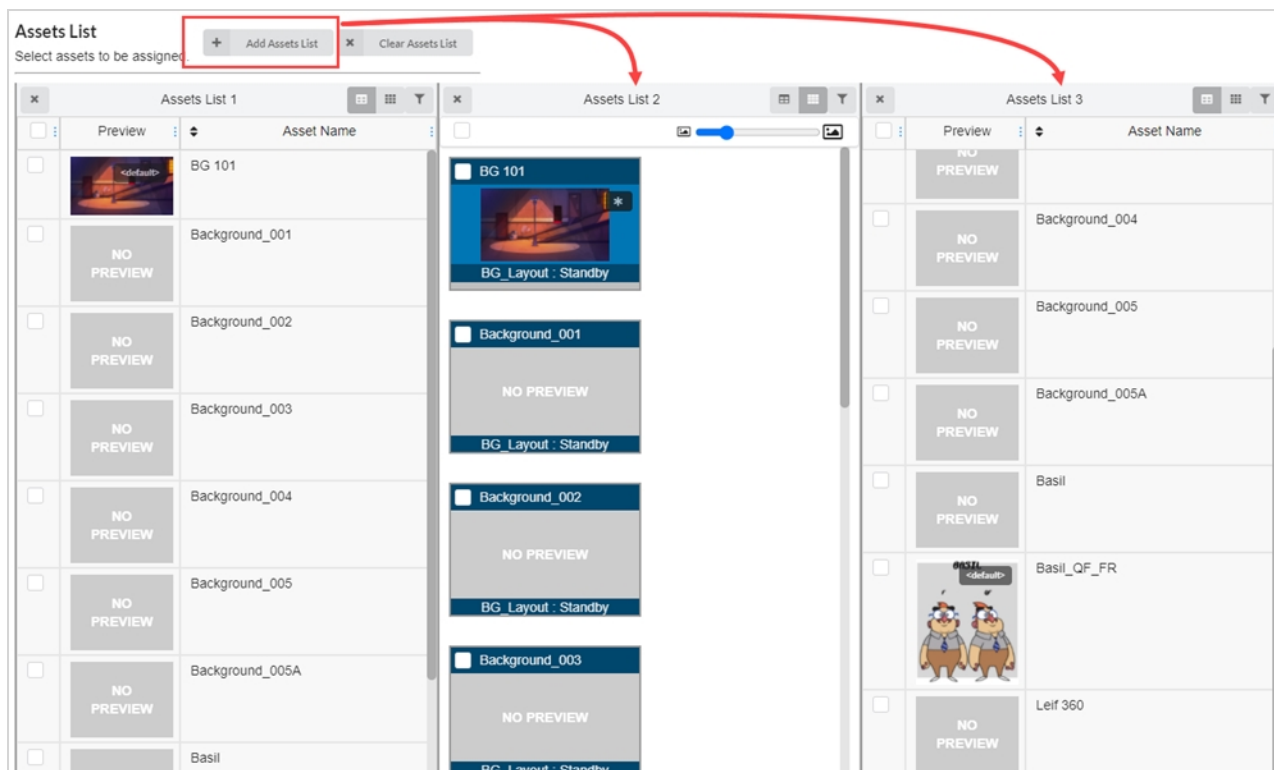 Assets List
Select assets to be assigned.
+ Add Assets List
× Clear Assets List
× Assets List 1
Preview Asset Name
<default>
BG 101
NO
PREVIEW
Background_001
NO
PREVIEW
Background_002
NO
PREVIEW
Background_003
NO
PREVIEW
Background_004
NO
PREVIEW
Background_005
NO
PREVIEW
Background_005A
Basil
× Assets List 2
BG 101
*
BG_Layout : Standby
Background_001
NO PREVIEW
BG_Layout : Standby
Background_002
NO PREVIEW
BG_Layout : Standby
Background_003
NO PREVIEW
BG_Layout : Standby
× Assets List 3
Preview Asset Name
NO
PREVIEW
NO
PREVIEW
Background_004
NO
PREVIEW
Background_005
NO
PREVIEW
Background_005A
NO
PREVIEW
Basil
BASIL
<default>
Basil_QF_FR
NO
PREVIEW
Leif 360